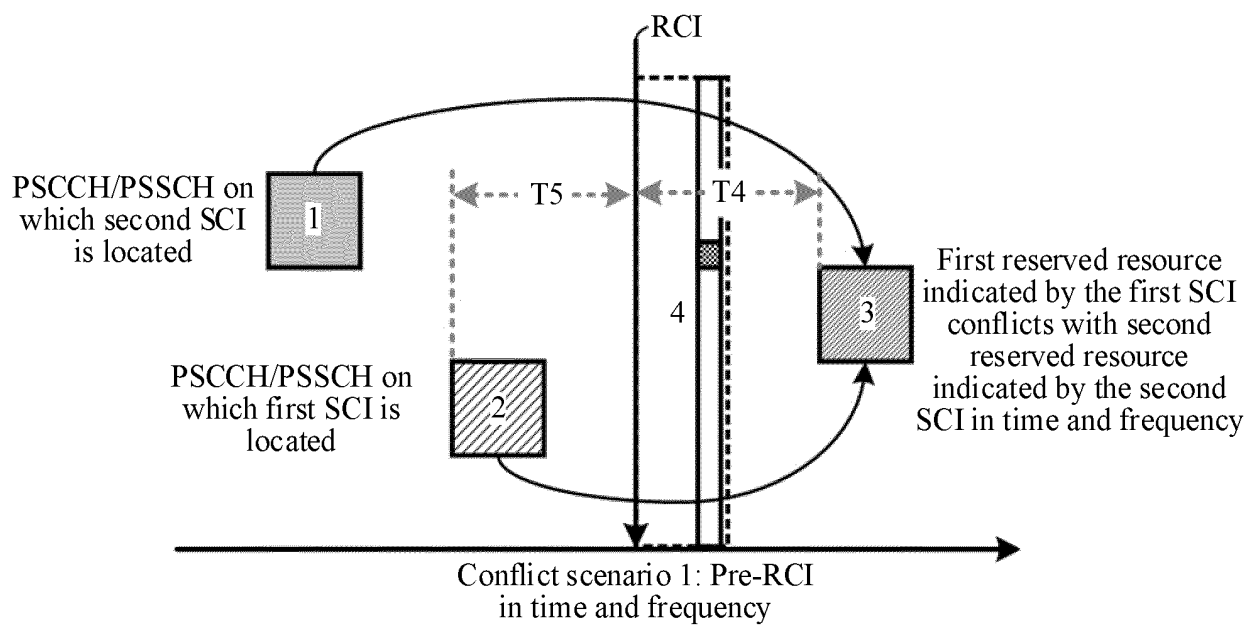 RCI
PSCCH/PSSCH on
which second SCI
is located
1
T5
T4
4
3
First reserved resource
indicated by the first SCI
conflicts with second
reserved resource
indicated by the second
SCI in time and frequency
PSCCH/PSSCH on
which first SCI is
located
2
Conflict scenario 1: Pre-RCI
in time and frequency